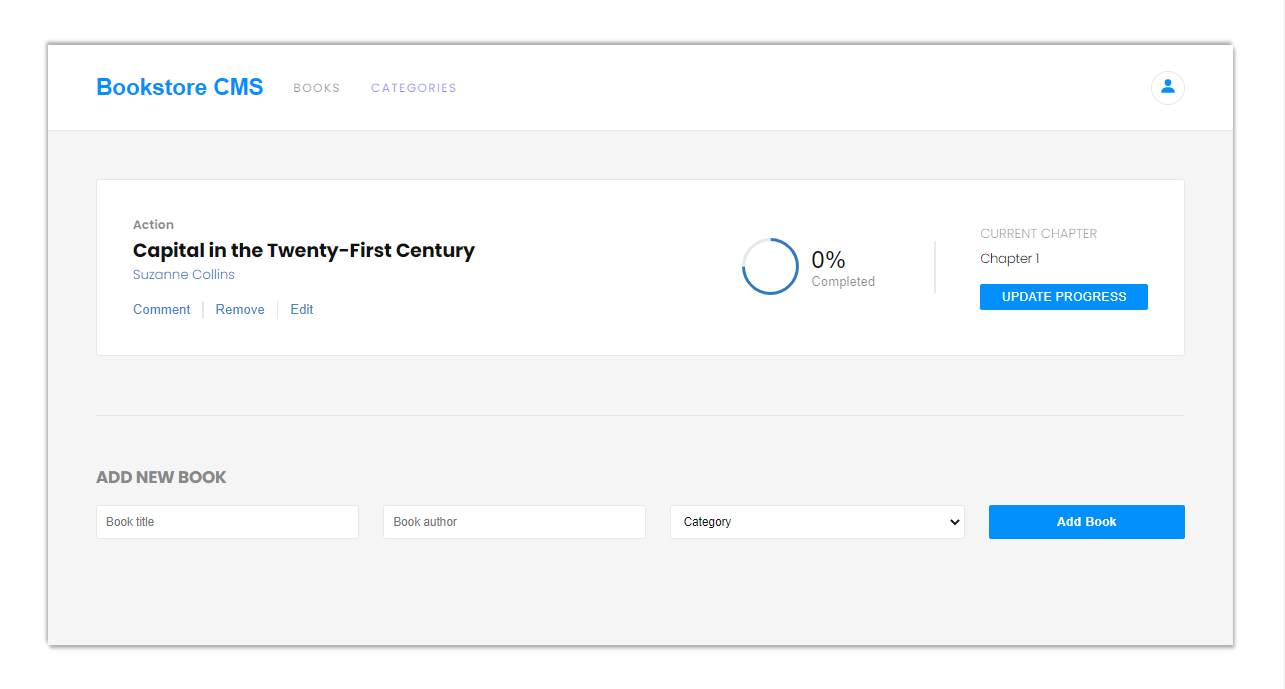 Bookstore CMS BOOKS CATEGORIES
Action
Capital in the Twenty-First Century
Suzanne Collins
Comment Remove Edit
0%
Completed
CURRENT CHAPTER
Chapter 1
UPDATE PROGRESS
ADD NEW BOOK
Book title Book author Category Add Book